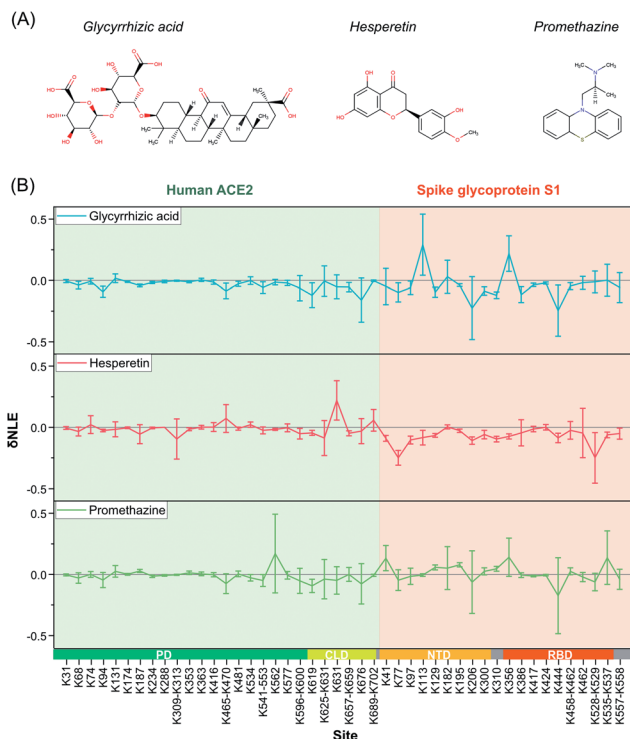 (A)
Glycyrrhizic acid
Hesperetin
Promethazine
(B)
Human ACE2
Spike glycoprotein S1
Glycyrrhizic acid
0.5
0.0
-0.5
Hesperetin
0.5
0.0
-0.5
Promethazine
0.5
0.0
-0.5
δNLE
PD
CLD
NTD
RBD
K31
K68
K74
K94
K131
K174
K187
K234
K288
K309-K313
K353
K363
K416
K465-K470
K481
K534
K541-553
K562
K577
K596-K600
K619
K625-K631
K631
K657-K659
K676
K689-K702
K41
K77
K97
K113
K129
K182
K195
K206
K300
K310
K356
K386
K417
K424
K444
K458-K462
K462
K528-K529
K535-K537
K557-K558
Site